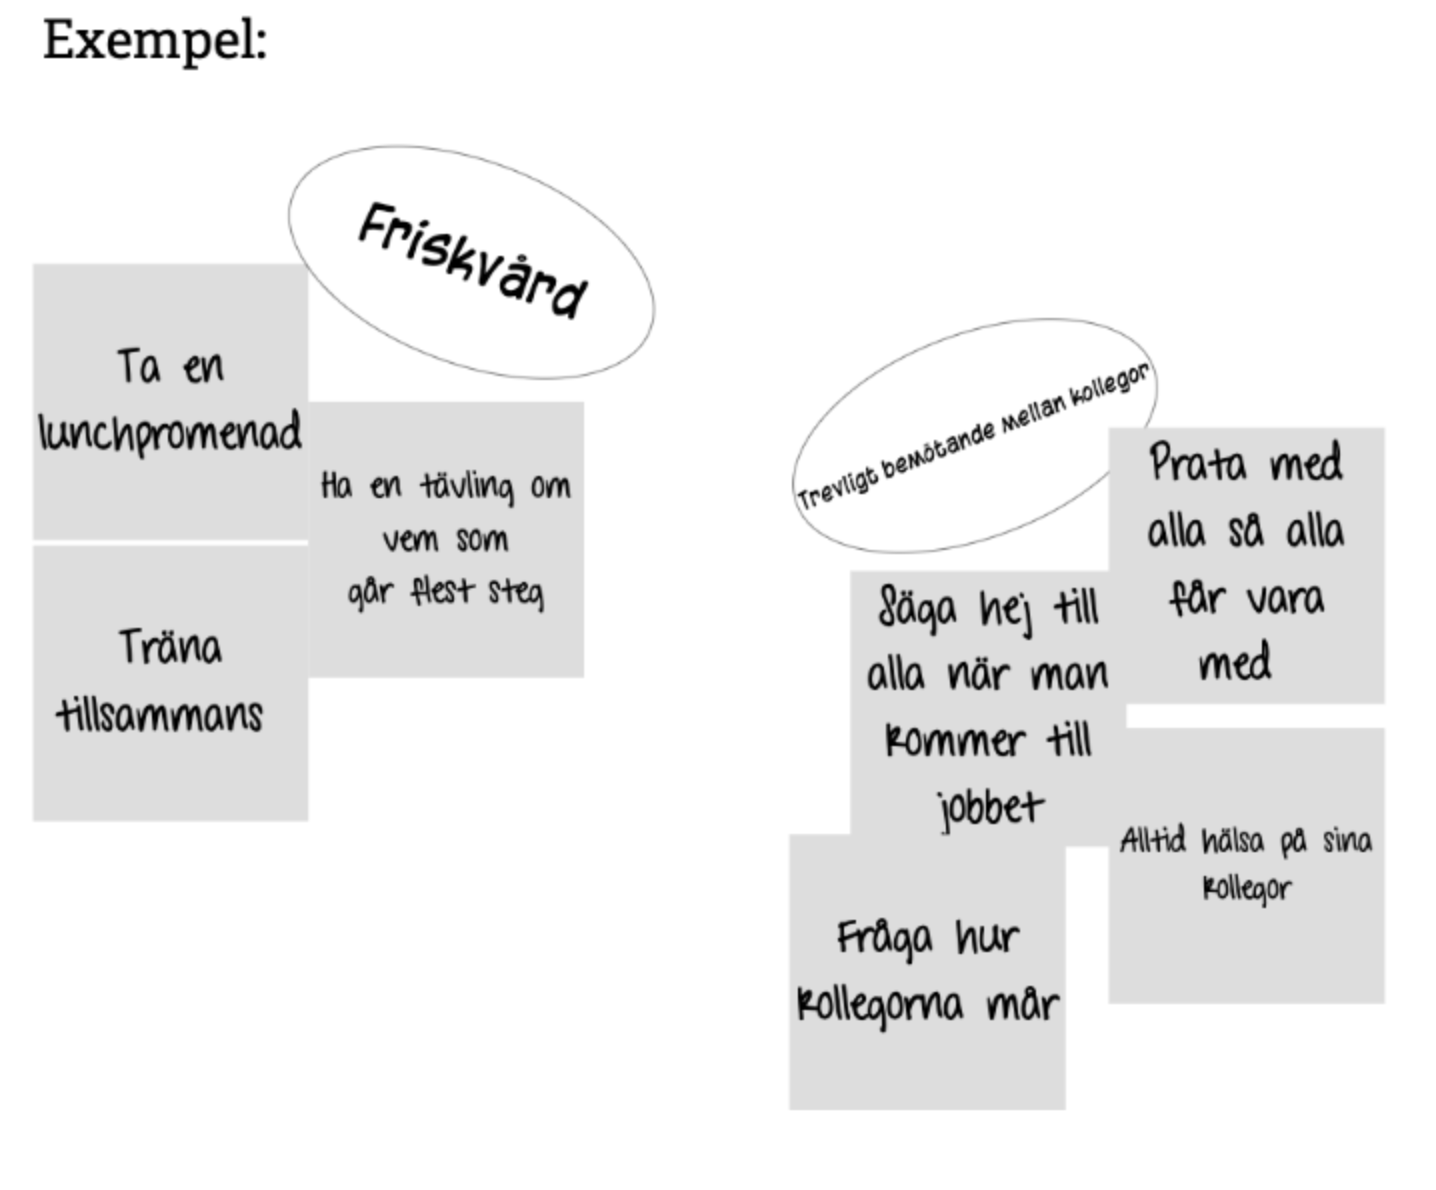 Exempel:
Friskvård
Ta en
lunchpromenad
Ha en tävling om
vem som
går flest steg
Träna
tillsammans
Trevligt bemötande mellan kollegor
Prata med
alla så alla
får vara
med
Säga hej till
alla när man
kommer till
jobbet
Alltid hälsa på sina
kollegor
Fråga hur
kollegorna mår